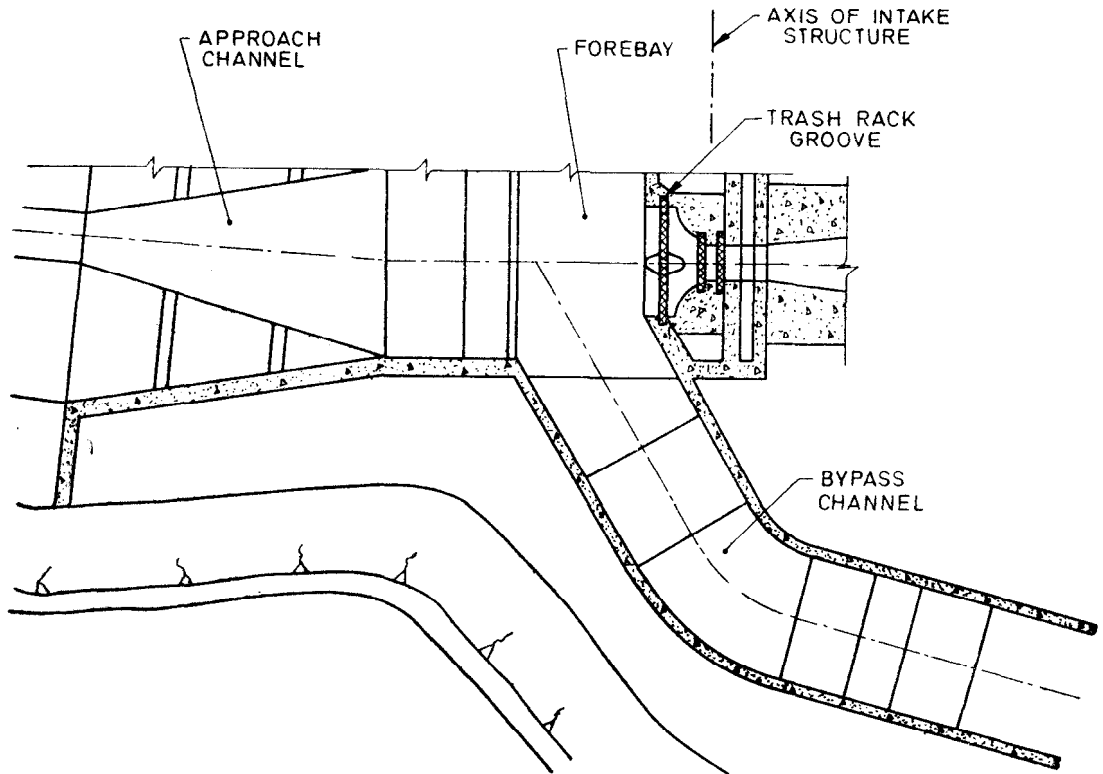 AXIS OF INTAKE
STRUCTURE
APPROACH
CHANNEL
FOREBAY
TRASH RACK
GROOVE
BYPASS
CHANNEL